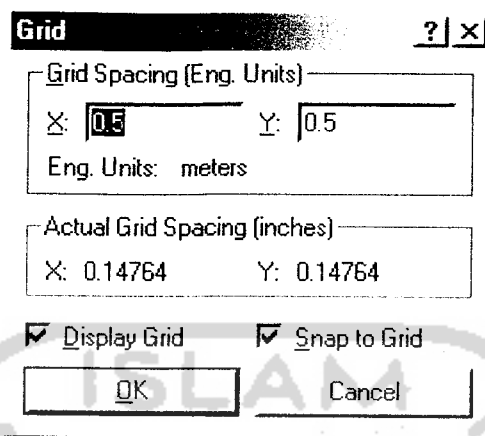 Grid ? ×
Grid Spacing (Eng. Units)
X: 0.5 Y: 0.5
Eng. Units: meters
Actual Grid Spacing (inches)
X: 0.14764 Y: 0.14764
Display Grid Snap to Grid
ISLAM
OK Cancel